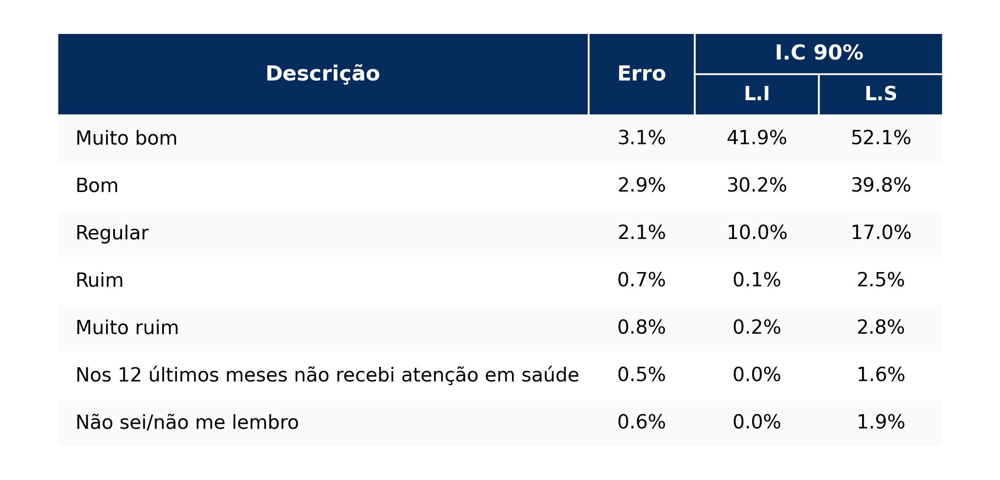 Descrição Erro I.C 90%
L.I L.S
Muito bom 3.1% 41.9% 52.1%
Bom 2.9% 30.2% 39.8%
Regular 2.1% 10.0% 17.0%
Ruim 0.7% 0.1% 2.5%
Muito ruim 0.8% 0.2% 2.8%
Nos 12 últimos meses não recebi atenção em saúde 0.5% 0.0% 1.6%
Não sei/não me lembro 0.6% 0.0% 1.9%